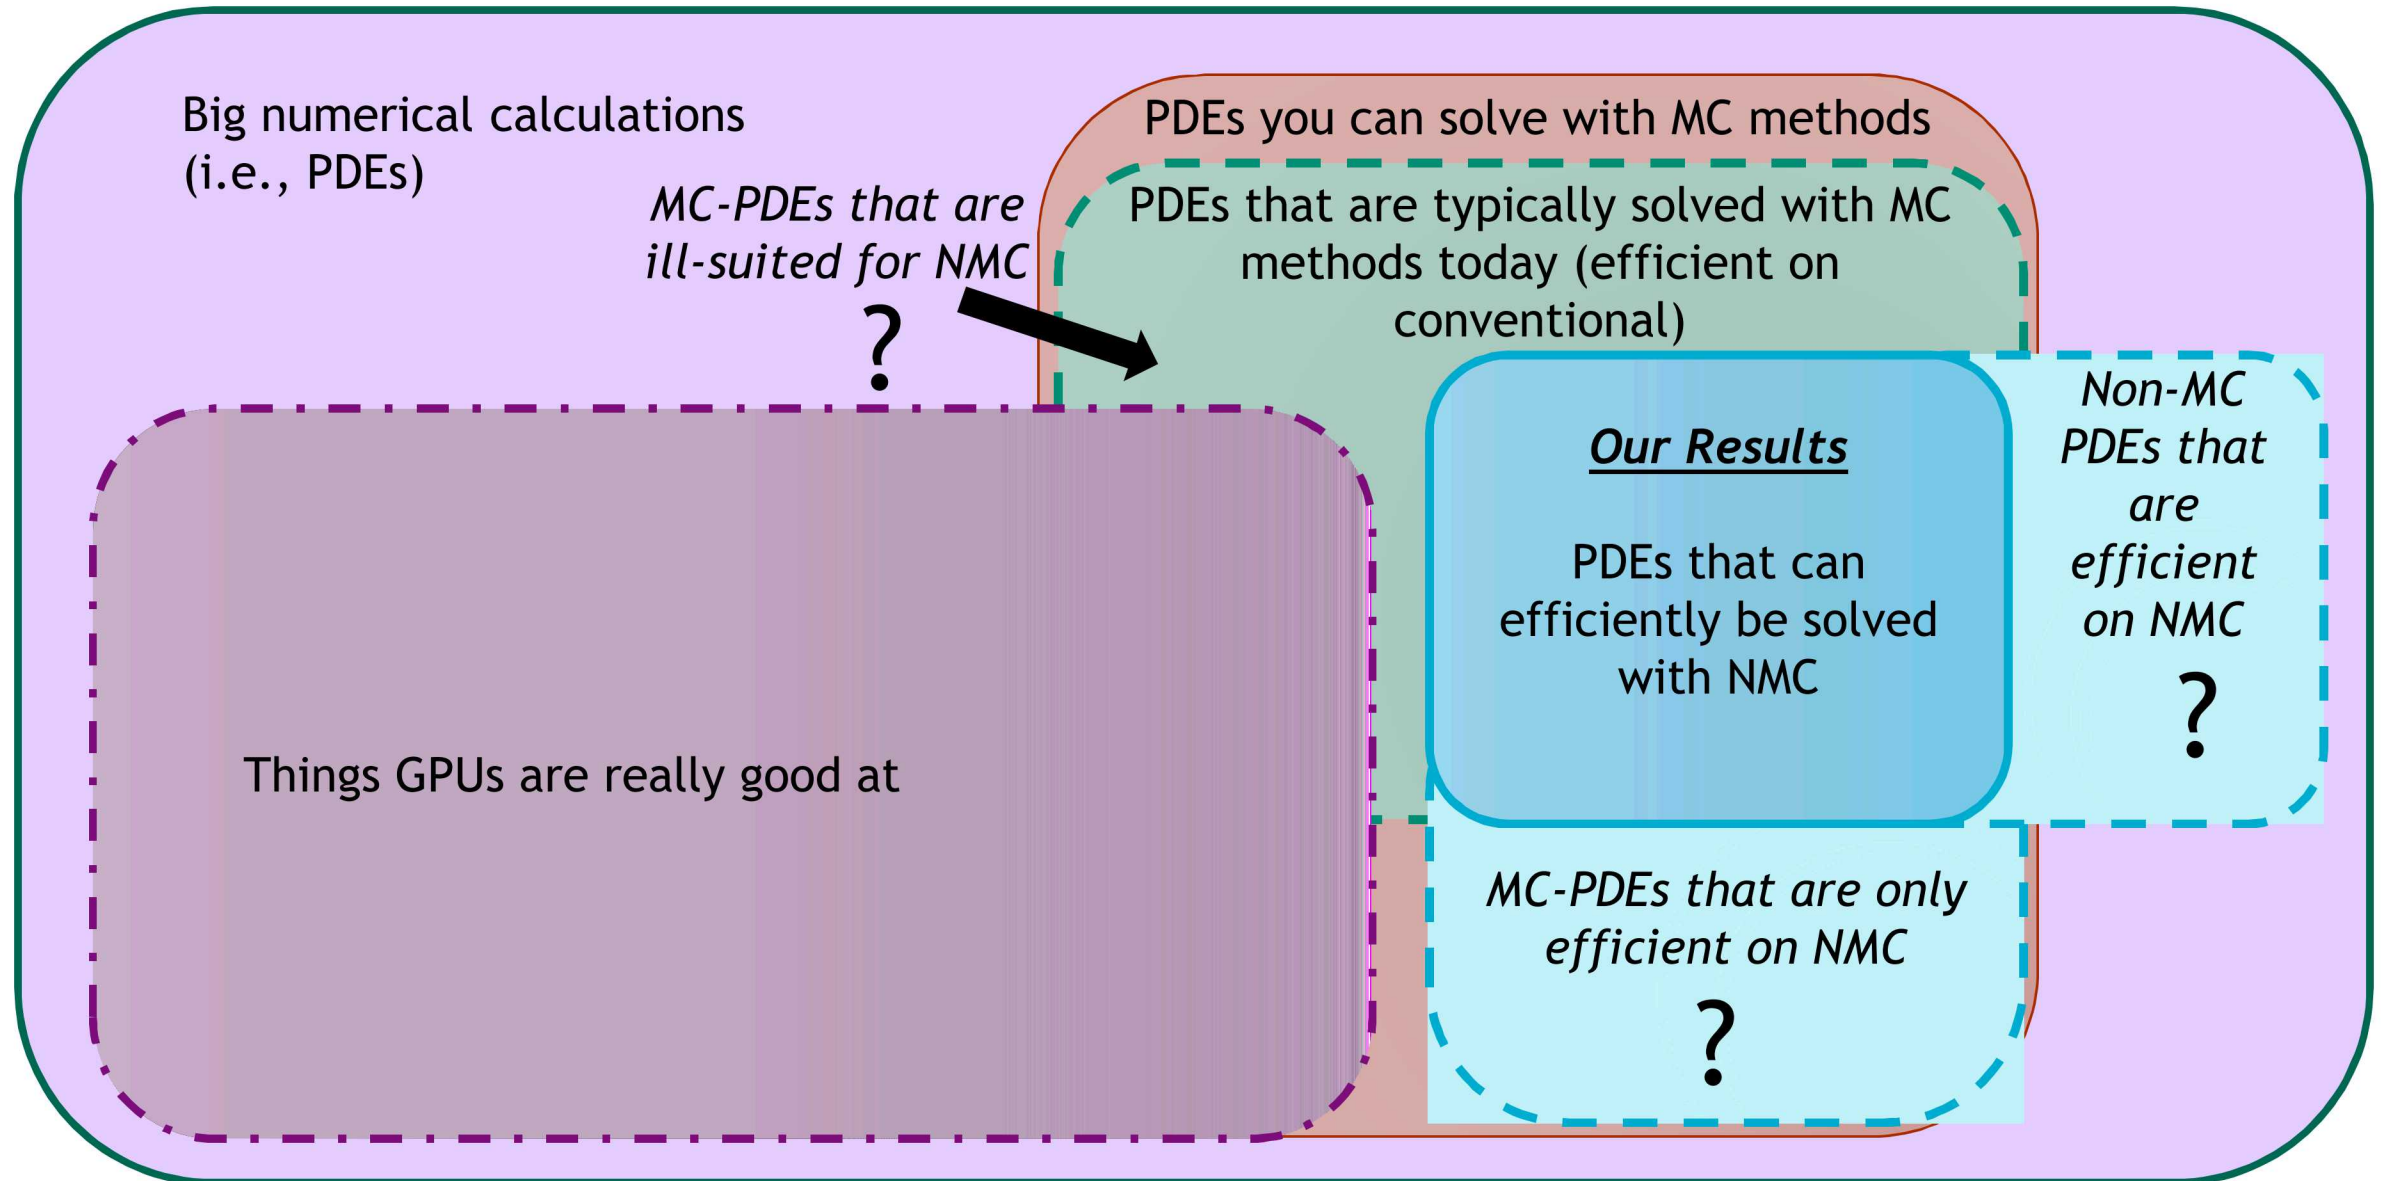 Big numerical calculations
(i.e., PDEs)
PDEs you can solve with MC methods
MC-PDEs that are
ill-suited for NMC
?
PDEs that are typically solved with MC
methods today (efficient on
conventional)
Our Results
PDEs that can
efficiently be solved
with NMC
Non-MC
PDEs that
are
efficient
on NMC
?
Things GPUs are really good at
MC-PDEs that are only
efficient on NMC
?